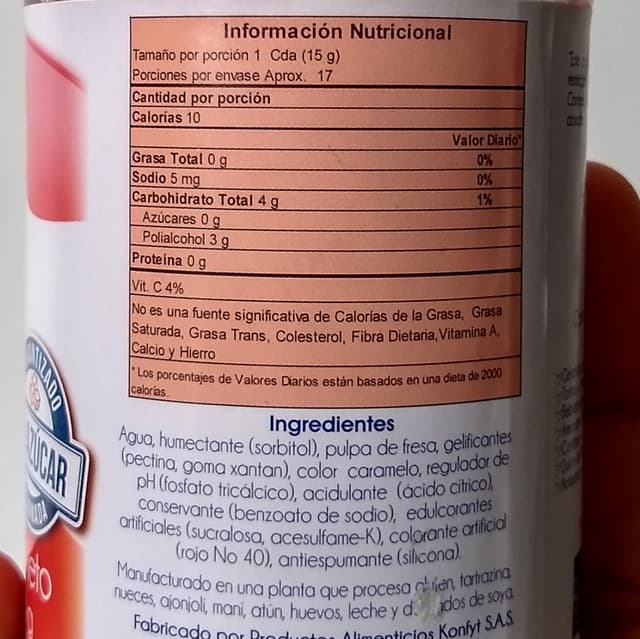 Información Nutricional
Tamaño por porción 1 Cda (15 g)
Porciones por envase Aprox. 17
Cantidad por porción
Calorías 10
Valor Diario*
Grasa Total 0 g 0%
Sodio 5 mg 0%
Carbohidrato Total 4 g 1%
Azúcares 0 g
Polialcohol 3 g
Proteína 0 g
Vit. C 4%
No es una fuente significativa de Calorías de la Grasa, Grasa
Saturada, Grasa Trans, Colesterol, Fibra Dietaria, Vitamina A,
Calcio y Hierro
* Los porcentajes de Valores Diarios están basados en una dieta de 2000
calorías.
Ingredientes
Agua, humectante (sorbitol), pulpa de fresa, gelificantes
(pectina, goma xantan), color caramelo, regulador de
pH (fosfato tricálcico), acidulante (ácido cítrico),
conservante (benzoato de sodio), edulcorantes
artificiales (sucralosa, acesulfame-K), colorante artificial
(rojo No 40), antiespumante (silicona).
Manufacturado en una planta que procesa gluten, tartrazina,
nueces, ajonjolí, maní, atún, huevos, leche y de soya.
Fabricado por Productos Alimenticios Konfyt S.A.S.
AZÚCAR
eto